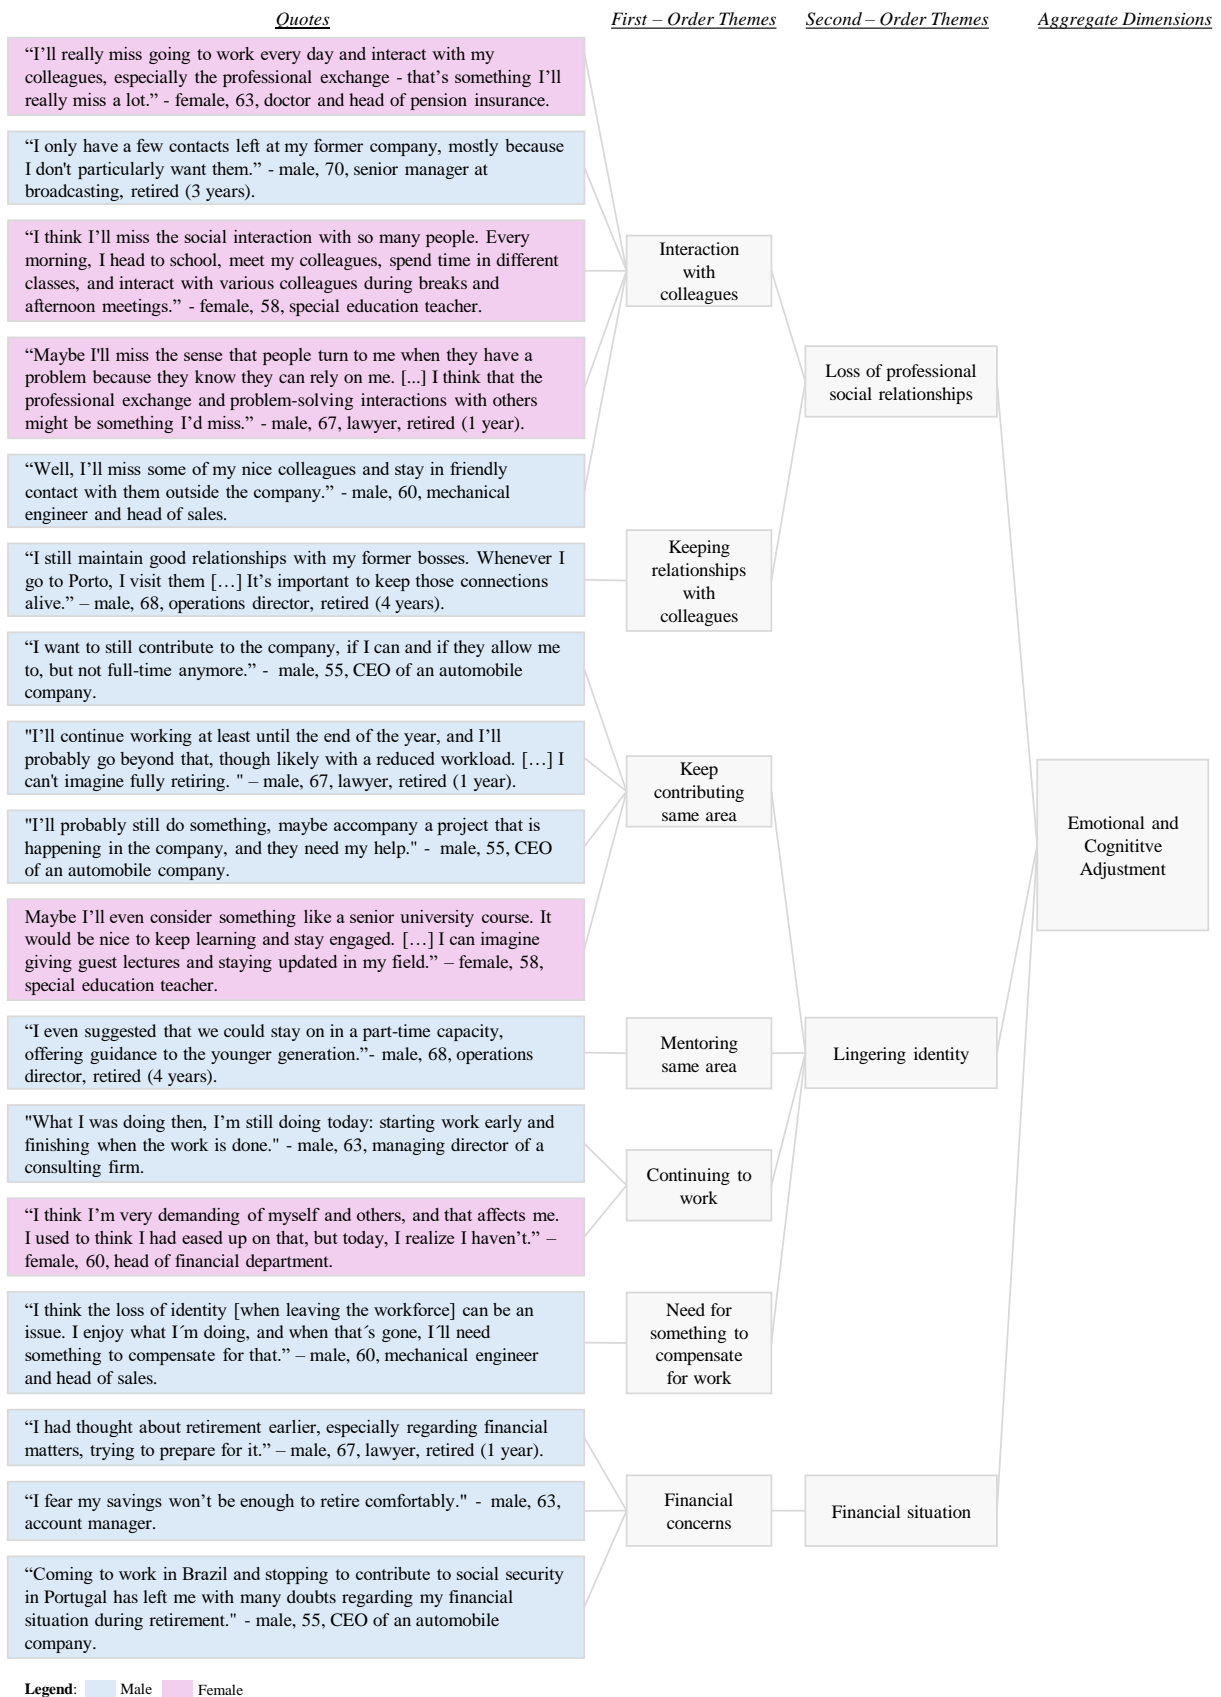 Quotes
First – Order Themes
Second – Order Themes
Aggregate Dimensions
“I’ll really miss going to work every day and interact with my
colleagues, especially the professional exchange - that’s something I’ll
really miss a lot.” - female, 63, doctor and head of pension insurance.
“I only have a few contacts left at my former company, mostly because
I don't particularly want them.” - male, 70, senior manager at
broadcasting, retired (3 years).
“I think I’ll miss the social interaction with so many people. Every
morning, I head to school, meet my colleagues, spend time in different
classes, and interact with various colleagues during breaks and
afternoon meetings.” - female, 58, special education teacher.
“Maybe I'll miss the sense that people turn to me when they have a
problem because they know they can rely on me. [...] I think that the
professional exchange and problem-solving interactions with others
might be something I’d miss.” - male, 67, lawyer, retired (1 year).
“Well, I’ll miss some of my nice colleagues and stay in friendly
contact with them outside the company.” - male, 60, mechanical
engineer and head of sales.
“I still maintain good relationships with my former bosses. Whenever I
go to Porto, I visit them […] It’s important to keep those connections
alive.” – male, 68, operations director, retired (4 years).
“I want to still contribute to the company, if I can and if they allow me
to, but not full-time anymore.” - male, 55, CEO of an automobile
company.
"I’ll continue working at least until the end of the year, and I’ll
probably go beyond that, though likely with a reduced workload. […] I
can't imagine fully retiring. " – male, 67, lawyer, retired (1 year).
"I’ll probably still do something, maybe accompany a project that is
happening in the company, and they need my help." - male, 55, CEO
of an automobile company.
Maybe I’ll even consider something like a senior university course. It
would be nice to keep learning and stay engaged. […] I can imagine
giving guest lectures and staying updated in my field.” – female, 58,
special education teacher.
“I even suggested that we could stay on in a part-time capacity,
offering guidance to the younger generation.”- male, 68, operations
director, retired (4 years).
"What I was doing then, I’m still doing today: starting work early and
finishing when the work is done." - male, 63, managing director of a
consulting firm.
“I think I’m very demanding of myself and others, and that affects me.
I used to think I had eased up on that, but today, I realize I haven’t.” –
female, 60, head of financial department.
“I think the loss of identity [when leaving the workforce] can be an
issue. I enjoy what I´m doing, and when that´s gone, I´ll need
something to compensate for that.” – male, 60, mechanical engineer
and head of sales.
“I had thought about retirement earlier, especially regarding financial
matters, trying to prepare for it.” – male, 67, lawyer, retired (1 year).
“I fear my savings won’t be enough to retire comfortably." - male, 63,
account manager.
“Coming to work in Brazil and stopping to contribute to social security
in Portugal has left me with many doubts regarding my financial
situation during retirement." - male, 55, CEO of an automobile
company.
Interaction
with
colleagues
Keeping
relationships
with
colleagues
Keep
contributing
same area
Mentoring
same area
Continuing to
work
Need for
something to
compensate
for work
Financial
concerns
Loss of professional
social relationships
Lingering identity
Financial situation
Emotional and
Cognititve
Adjustment
Legend: Male Female